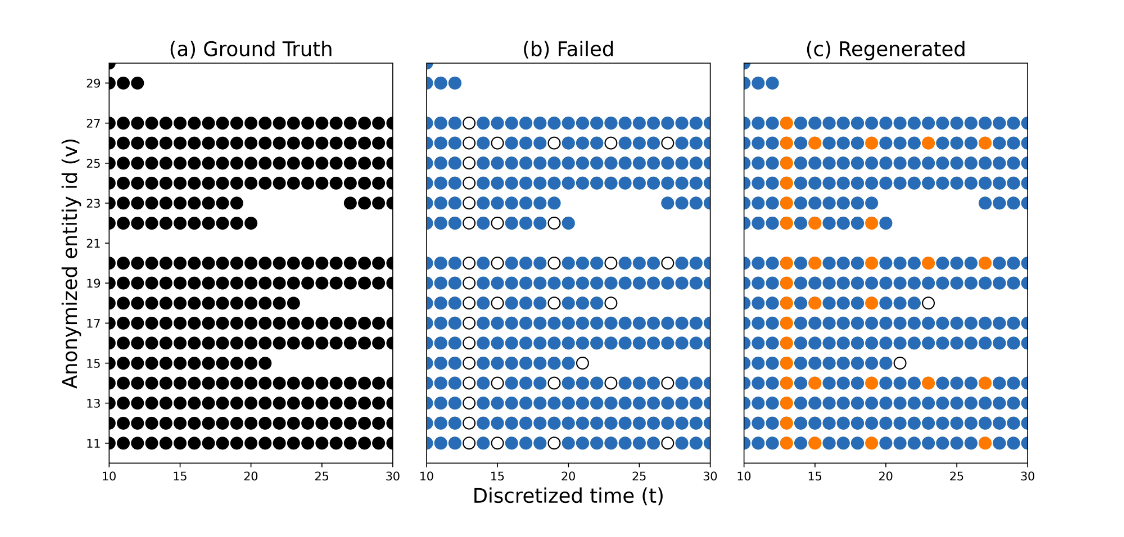 (a) Ground Truth
(b) Failed
(c) Regenerated
Anonymized entitiy id (v)
29
27
25
23
21
19
17
15
13
11
10 15 20 25 30
10 15 20 25 30
10 15 20 25 30
Discretized time (t)